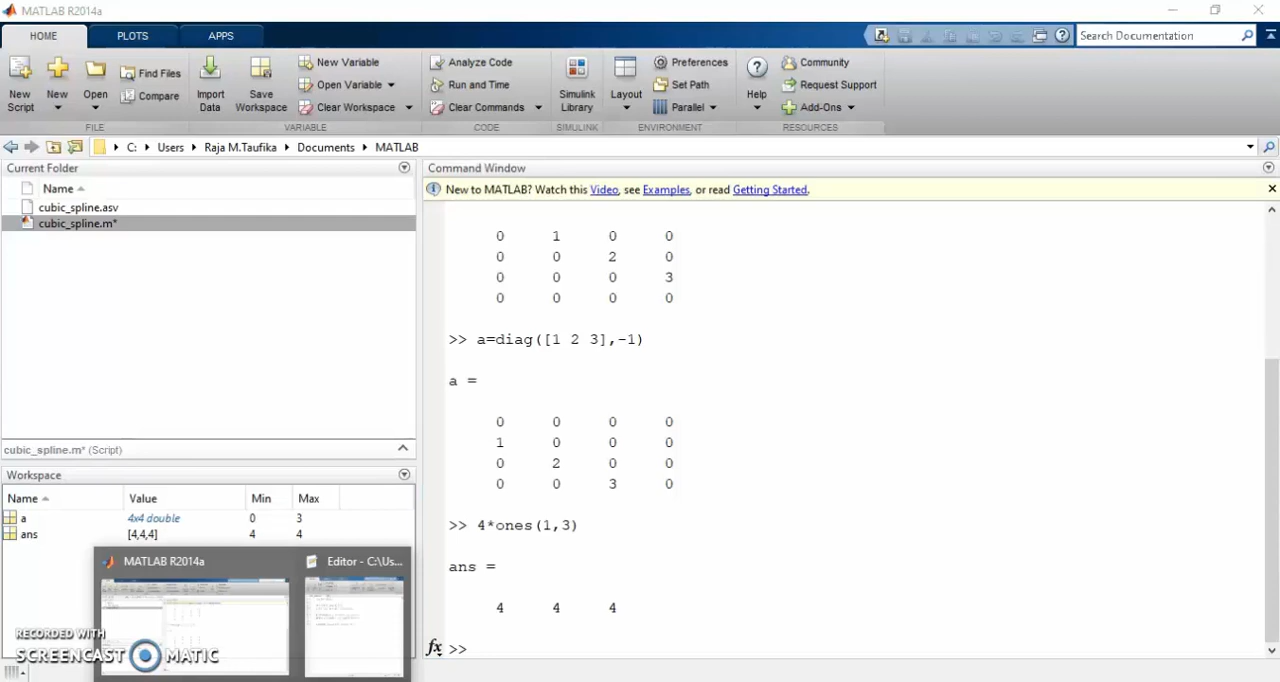 MATLAB R2014a
HOME PLOTS APPS Search Documentation
New Script New Open Find Files Compare Import Data Save Workspace New Variable Open Variable Clear Workspace Analyze Code Run and Time Clear Commands Simulink Library Layout Preferences Set Path Parallel Help Community Request Support Add-Ons
FILE VARIABLE CODE SIMULINK ENVIRONMENT RESOURCES
C: Users Raja M.Taufika Documents MATLAB
Current Folder
Name
cubic_spline.asv
cubic_spline.m*
cubic_spline.m* (Script)
Workspace
Name Value Min Max
a 4x4 double 0 3
ans [4,4,4] 4 4
MATLAB R2014a Editor - C:\Us...
RECORDED WITH
SCREENCAST MATIC
Command Window
New to MATLAB? Watch this Video, see Examples, or read Getting Started.
0 1 0 0
0 0 2 0
0 0 0 3
0 0 0 0
>> a=diag([1 2 3],-1)
a =
0 0 0 0
1 0 0 0
0 2 0 0
0 0 3 0
>> 4*ones(1,3)
ans =
4 4 4
fx >>